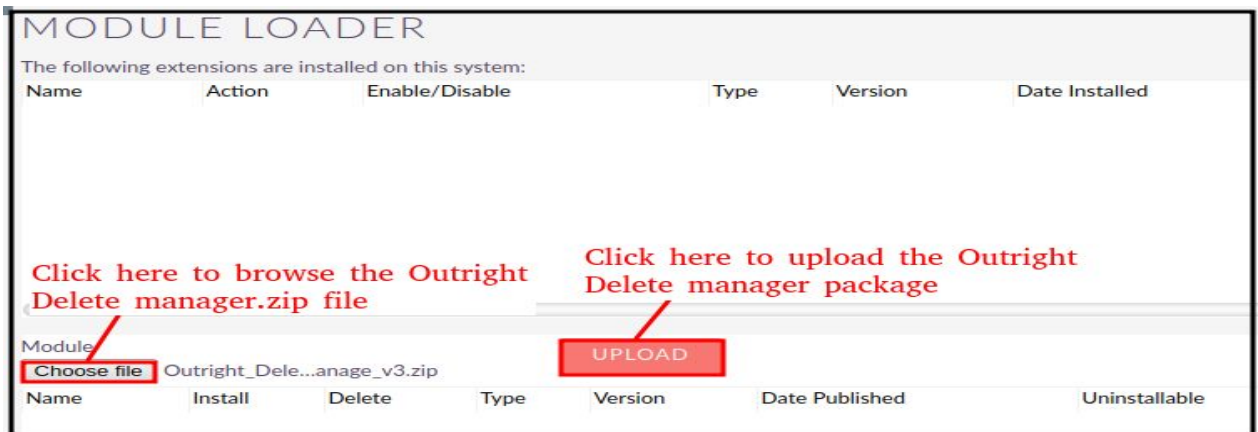 MODULE LOADER
The following extensions are installed on this system:
Name Action Enable/Disable Type Version Date Installed
Click here to browse the Outright
Delete manager.zip file
Click here to upload the Outright
Delete manager package
Module
UPLOAD
Choose file Outright_Dele...anage_v3.zip
Name Install Delete Type Version Date Published Uninstallable